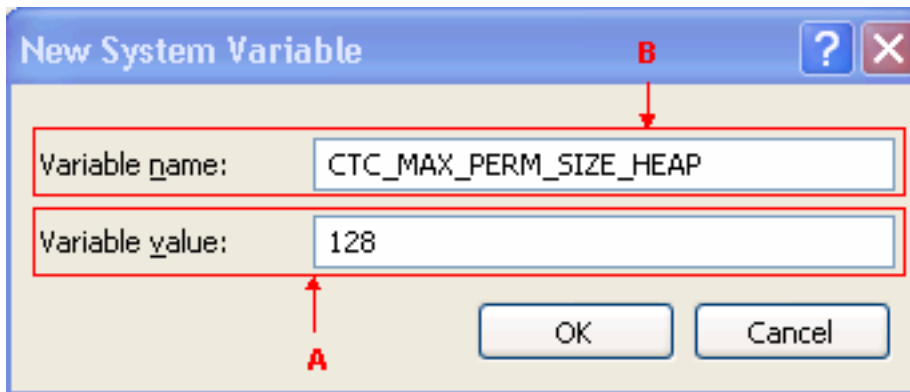 New System Variable
B
Variable name: CTC_MAX_PERM_SIZE_HEAP
Variable value: 128
A
OK Cancel